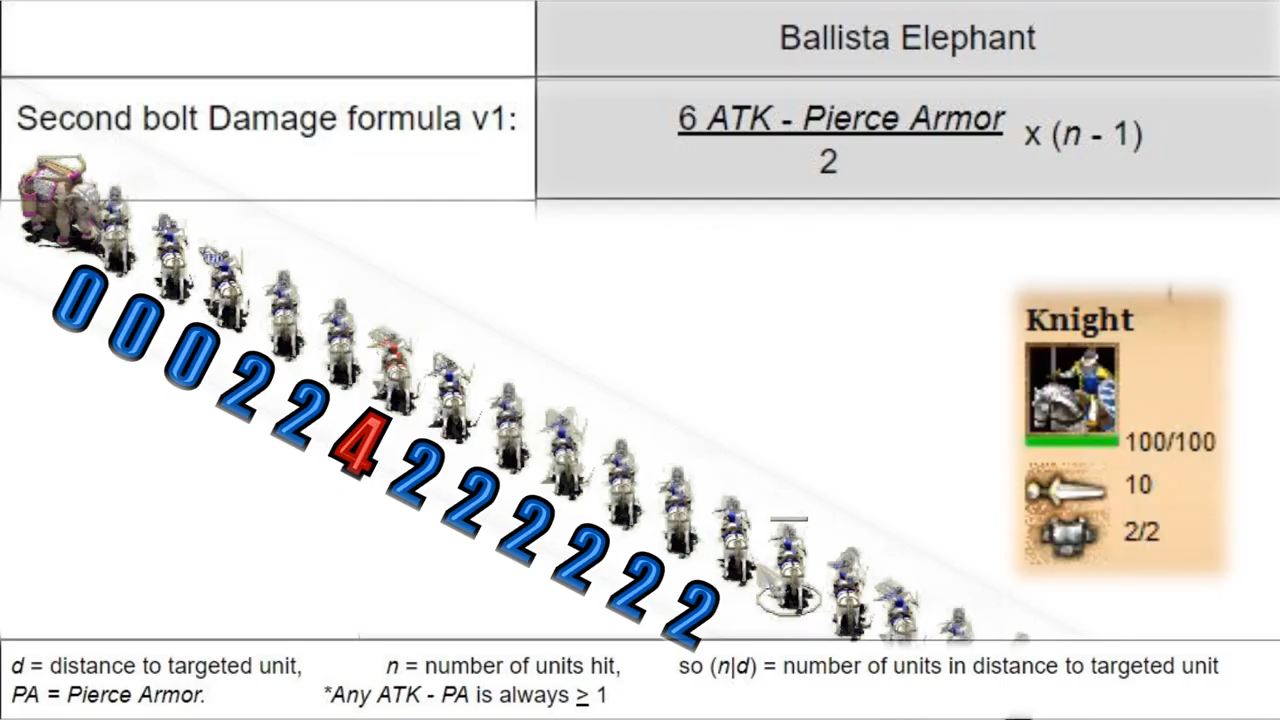 Ballista Elephant
Second bolt Damage formula v1:
6 ATK - Pierce Armor
2
x (n - 1)
0 0 0 2 2 4 2 2 2 2 2 2
Knight
100/100
10
2/2
d = distance to targeted unit, n = number of units hit, so (n|d) = number of units in distance to targeted unit
PA = Pierce Armor. *Any ATK - PA is always ≥ 1